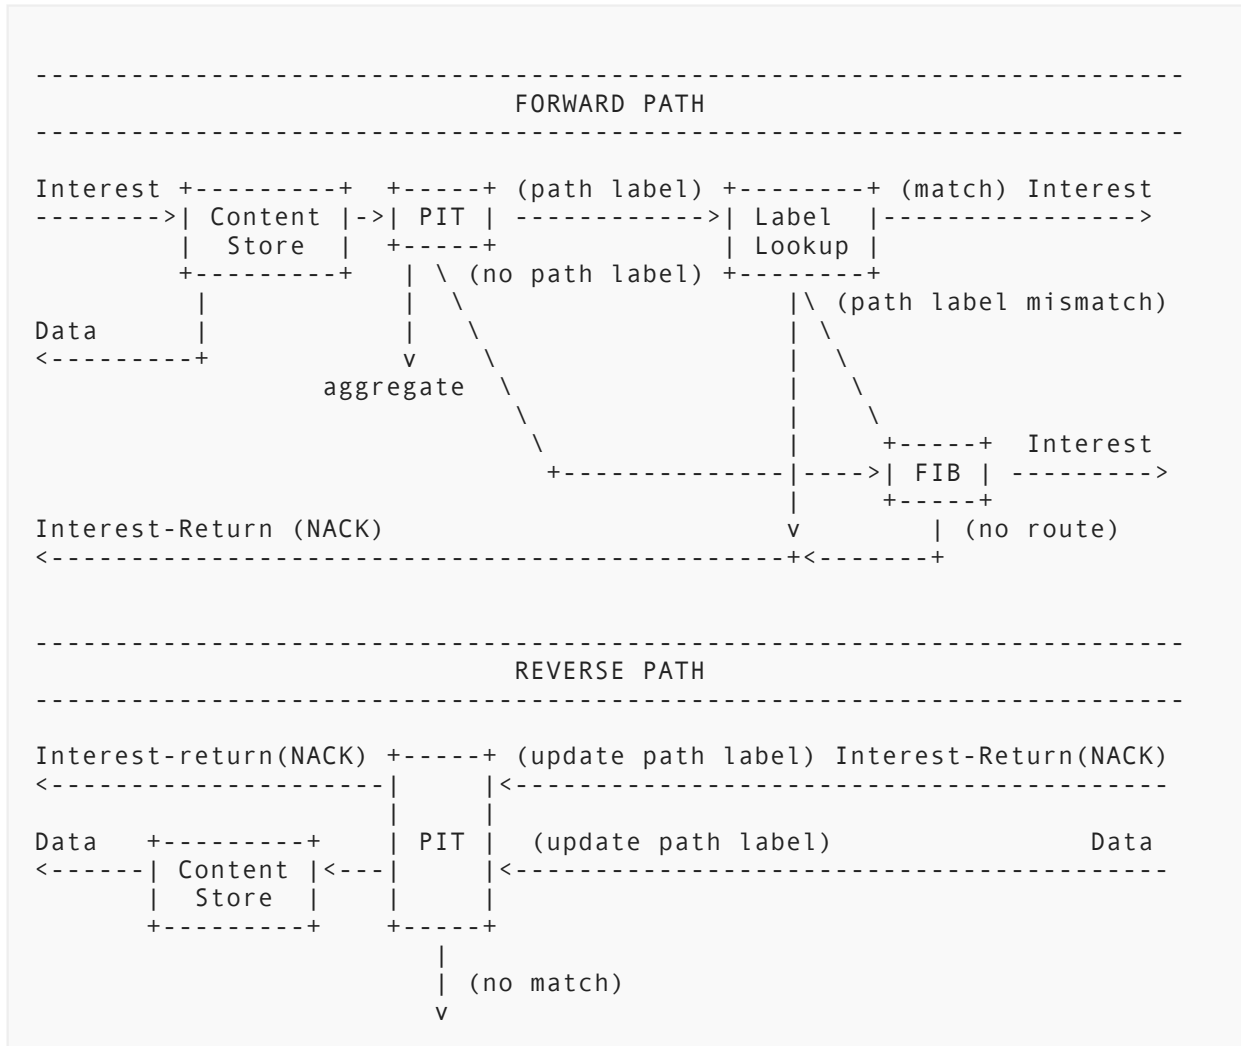 -----------------------------------------------------------------------
                              FORWARD PATH
-----------------------------------------------------------------------

Interest +---------+  +-----+ (path label) +--------+ (match) Interest
-------->| Content |->| PIT | ------------>| Label  |---------------->
         |  Store  |  +-----+              | Lookup |
         +---------+   | \ (no path label) +--------+
          |            |  \                    |\ (path label mismatch)
Data      |            |   \                   | \
<---------+            v    \                  |  \
                  aggregate  \                 |   \
                              \                |    \
                               \               |     +-----+  Interest
                                +--------------|---->| FIB | --------->
                                               |     +-----+
Interest-Return (NACK)                         v        | (no route)
<----------------------------------------------+<-------+

-----------------------------------------------------------------------
                              REVERSE PATH
-----------------------------------------------------------------------

Interest-return(NACK) +-----+ (update path label) Interest-Return(NACK)
<---------------------|     |<-----------------------------------------
                      |     |
Data   +---------+    | PIT |  (update path label)                Data
<------| Content |<---|     |<-----------------------------------------
       |  Store  |    |     |
       +---------+    +-----+
                         |
                         | (no match)
                         v